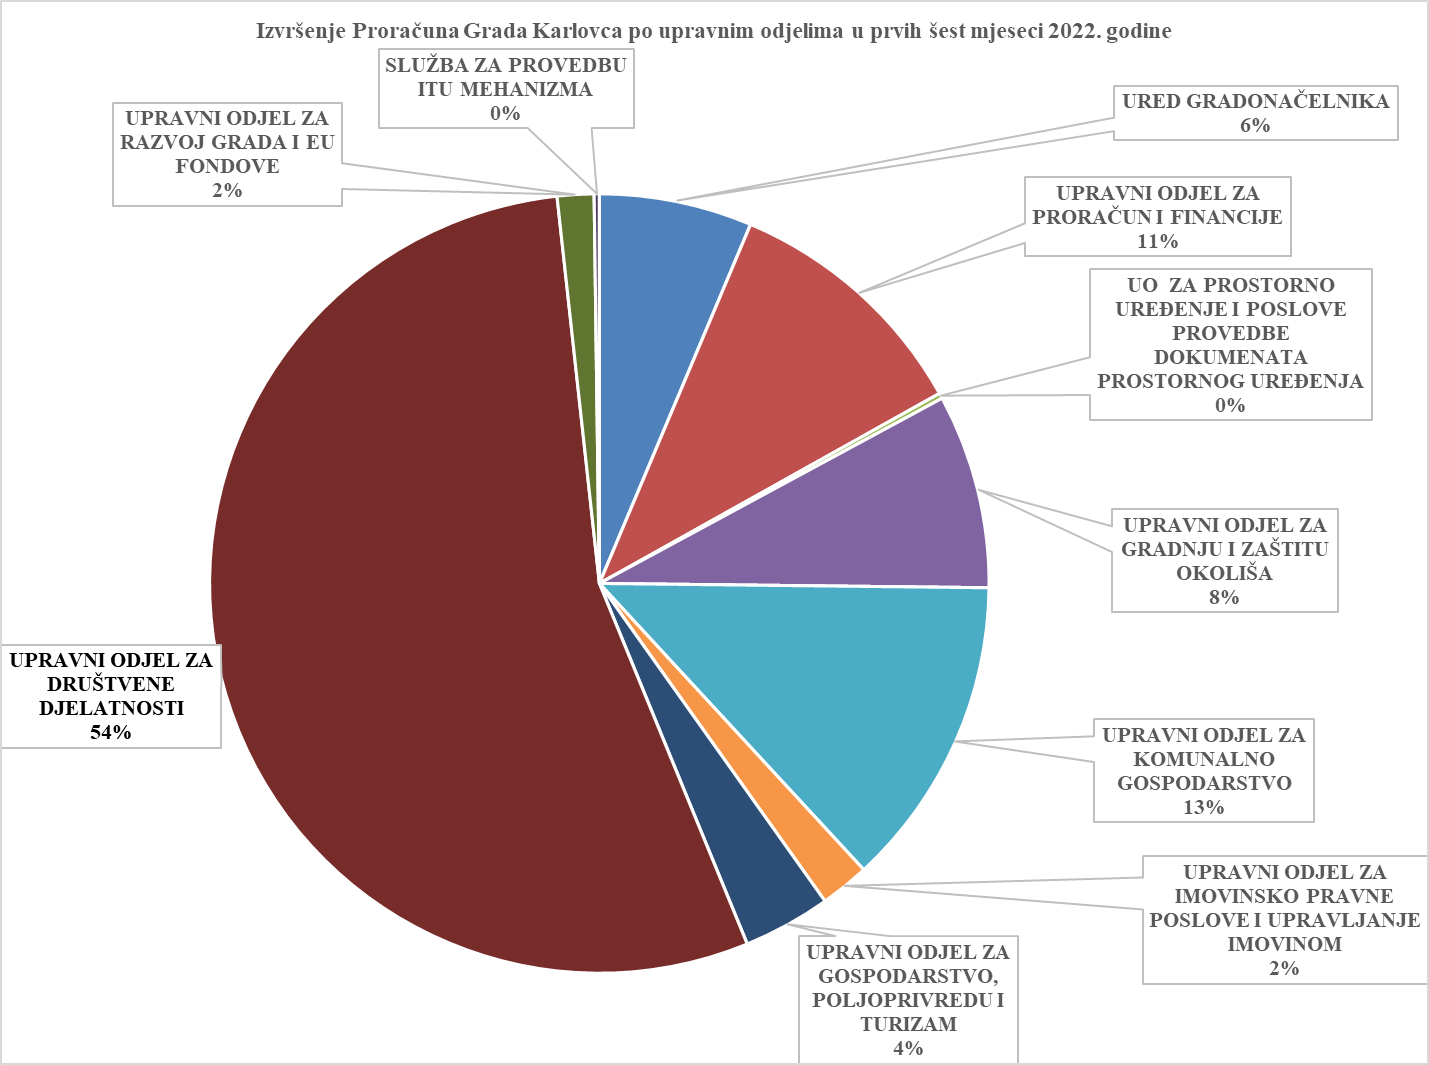 Izvršenje Proračuna Grada Karlovca po upravnim odjelima u prvih šest mjeseci 2022. godine
SLUŽBA ZA PROVEDBU
ITU MEHANIZMA
0%
URED GRADONAČELNIKA
6%
UPRAVNI ODJEL ZA
RAZVOJ GRADA I EU
FONDOVE
2%
UPRAVNI ODJEL ZA
PRORAČUN I FINANCIJE
11%
UO ZA PROSTORNO
UREĐENJE I POSLOVE
PROVEDBE
DOKUMENATA
PROSTORNOG UREĐENJA
0%
UPRAVNI ODJEL ZA
GRADNJU I ZAŠTITU
OKOLIŠA
8%
UPRAVNI ODJEL ZA
DRUŠTVENE
DJELATNOSTI
54%
UPRAVNI ODJEL ZA
KOMUNALNO
GOSPODARSTVO
13%
UPRAVNI ODJEL ZA
IMOVINSKO PRAVNE
POSLOVE I UPRAVLJANJE
IMOVINOM
2%
UPRAVNI ODJEL ZA
GOSPODARSTVO,
POLJOPRIVREDU I
TURIZAM
4%